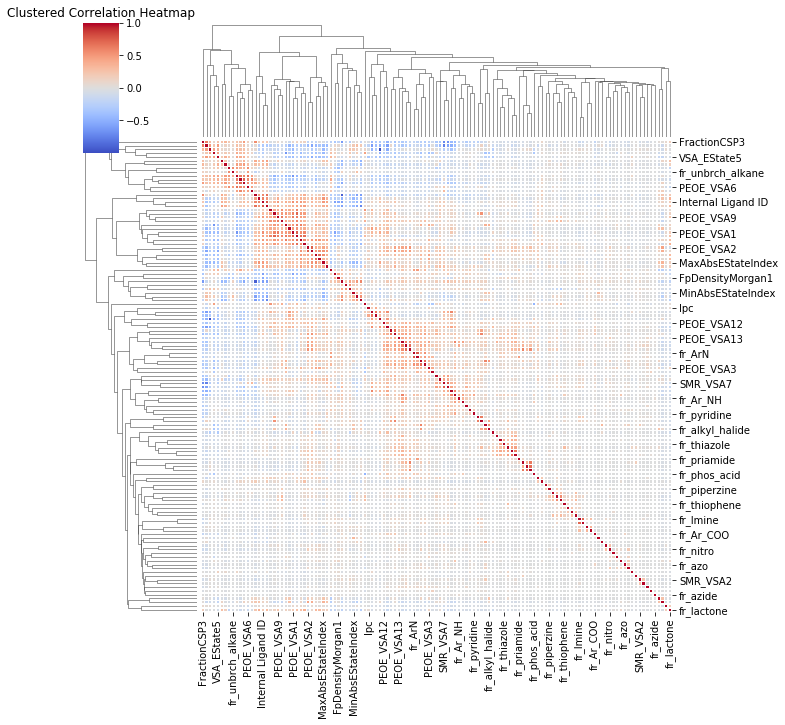 Clustered Correlation Heatmap
1.0
0.5
0.0
−0.5
FractionCSP3
VSA_EState5
fr_unbrch_alkane
PEOE_VSA6
Internal Ligand ID
PEOE_VSA9
PEOE_VSA1
PEOE_VSA2
MaxAbsEStateIndex
FpDensityMorgan1
MinAbsEStateIndex
Ipc
PEOE_VSA12
PEOE_VSA13
fr_ArN
PEOE_VSA3
SMR_VSA7
fr_Ar_NH
fr_pyridine
fr_alkyl_halide
fr_thiazole
fr_priamide
fr_phos_acid
fr_piperzine
fr_thiophene
fr_Imine
fr_Ar_COO
fr_nitro
fr_azo
SMR_VSA2
fr_azide
fr_lactone
FractionCSP3
VSA_EState5
fr_unbrch_alkane
PEOE_VSA6
Internal Ligand ID
PEOE_VSA9
PEOE_VSA1
PEOE_VSA2
MaxAbsEStateIndex
FpDensityMorgan1
MinAbsEStateIndex
Ipc
PEOE_VSA12
PEOE_VSA13
fr_ArN
PEOE_VSA3
SMR_VSA7
fr_Ar_NH
fr_pyridine
fr_alkyl_halide
fr_thiazole
fr_priamide
fr_phos_acid
fr_piperzine
fr_thiophene
fr_Imine
fr_Ar_COO
fr_nitro
fr_azo
SMR_VSA2
fr_azide
fr_lactone